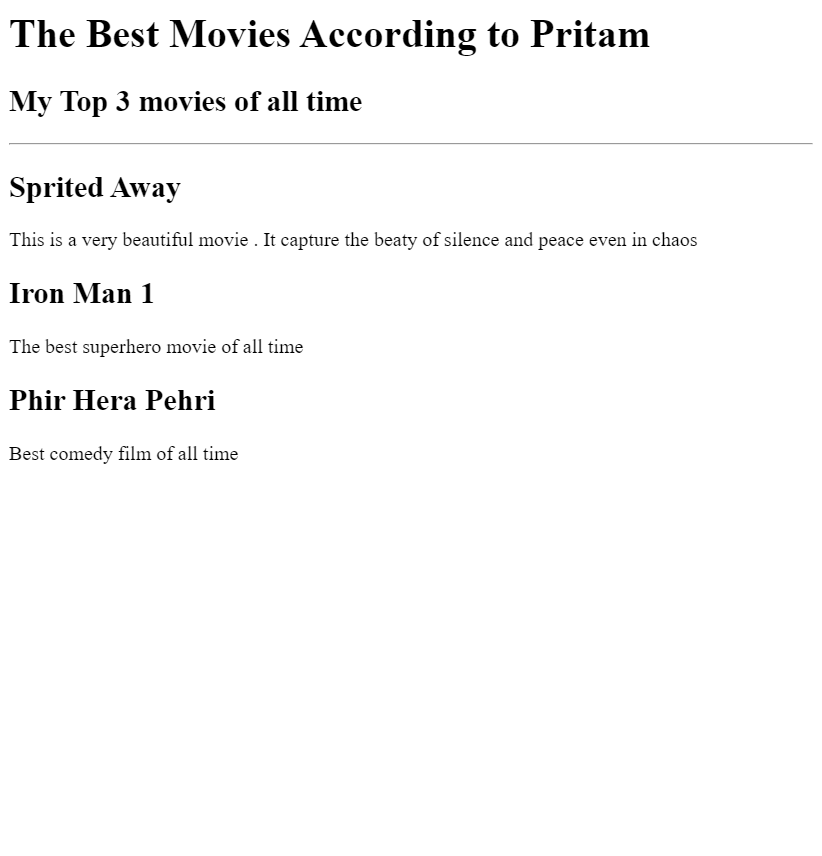 The Best Movies According to Pritam
My Top 3 movies of all time
Sprited Away
This is a very beautiful movie . It capture the beaty of silence and peace even in chaos
Iron Man 1
The best superhero movie of all time
Phir Hera Pehri
Best comedy film of all time